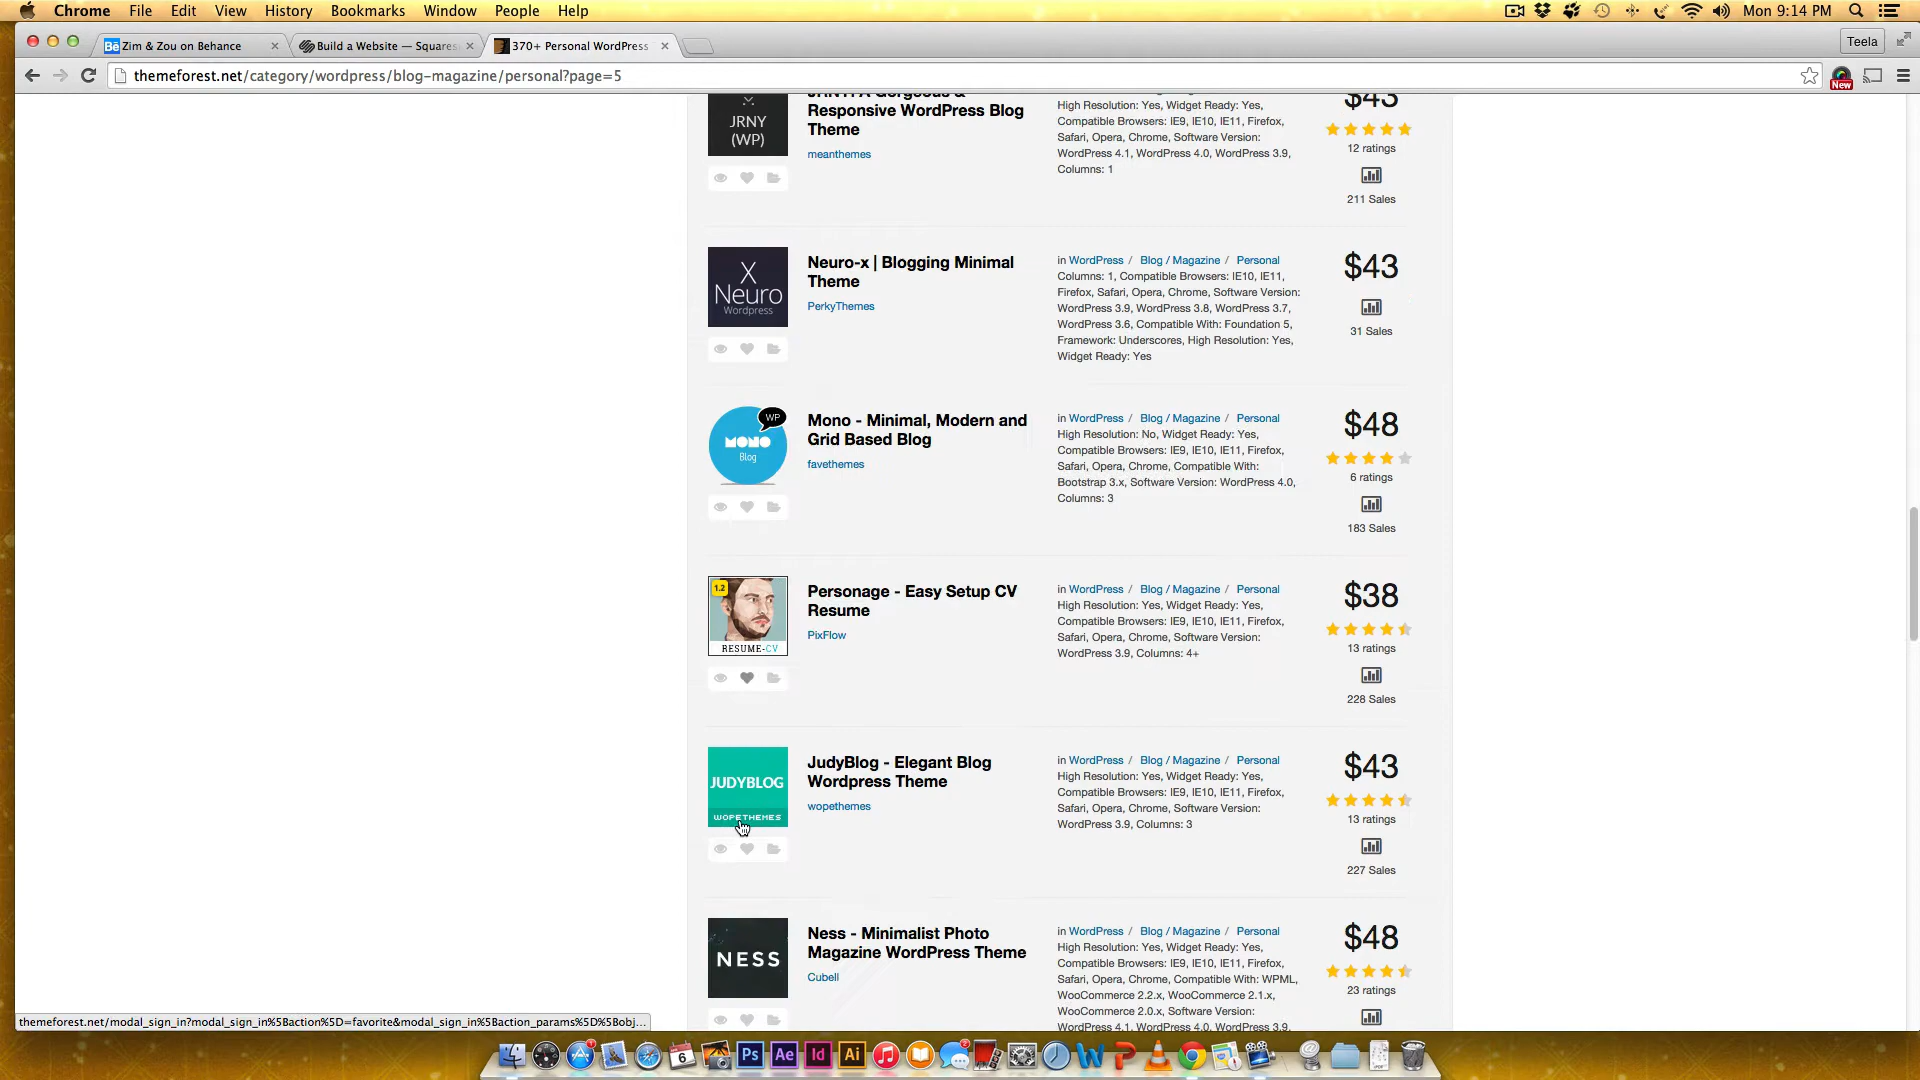 Chrome File Edit View History Bookmarks Window People Help
Mon 9:14 PM
Bē Zim & Zou on Behance
Build a Website — Squares
370+ Personal WordPress
Teela
themeforest.net/category/wordpress/blog-magazine/personal?page=5
New
JRNY
(WP)
Responsive WordPress Blog
Theme
meanthemes
High Resolution: Yes, Widget Ready: Yes,
Compatible Browsers: IE9, IE10, IE11, Firefox,
Safari, Opera, Chrome, Software Version:
WordPress 4.1, WordPress 4.0, WordPress 3.9,
Columns: 1
$43
12 ratings
211 Sales
X
Neuro
Wordpress
Neuro-x | Blogging Minimal
Theme
PerkyThemes
in WordPress / Blog / Magazine / Personal
Columns: 1, Compatible Browsers: IE10, IE11,
Firefox, Safari, Opera, Chrome, Software Version:
WordPress 3.9, WordPress 3.8, WordPress 3.7,
WordPress 3.6, Compatible With: Foundation 5,
Framework: Underscores, High Resolution: Yes,
Widget Ready: Yes
$43
31 Sales
WP
MONO
Blog
Mono - Minimal, Modern and
Grid Based Blog
favethemes
in WordPress / Blog / Magazine / Personal
High Resolution: No, Widget Ready: Yes,
Compatible Browsers: IE9, IE10, IE11, Firefox,
Safari, Opera, Chrome, Compatible With:
Bootstrap 3.x, Software Version: WordPress 4.0,
Columns: 3
$48
6 ratings
183 Sales
1.2
RESUME-CV
Personage - Easy Setup CV
Resume
PixFlow
in WordPress / Blog / Magazine / Personal
High Resolution: Yes, Widget Ready: Yes,
Compatible Browsers: IE9, IE10, IE11, Firefox,
Safari, Opera, Chrome, Software Version:
WordPress 3.9, Columns: 4+
$38
13 ratings
228 Sales
JUDYBLOG
WOPETHEMES
JudyBlog - Elegant Blog
Wordpress Theme
wopethemes
in WordPress / Blog / Magazine / Personal
High Resolution: Yes, Widget Ready: Yes,
Compatible Browsers: IE9, IE10, IE11, Firefox,
Safari, Opera, Chrome, Software Version:
WordPress 3.9, Columns: 3
$43
13 ratings
227 Sales
NESS
Ness - Minimalist Photo
Magazine WordPress Theme
Cubell
in WordPress / Blog / Magazine / Personal
High Resolution: Yes, Widget Ready: Yes,
Compatible Browsers: IE9, IE10, IE11, Firefox,
Safari, Opera, Chrome, Compatible With: WPML,
WooCommerce 2.2.x, WooCommerce 2.1.x,
WooCommerce 2.0.x, Software Version:
WordPress 4.1, WordPress 4.0, WordPress 3.9,
$48
23 ratings
themeforest.net/modal_sign_in?modal_sign_in%5Baction%5D=favorite&modal_sign_in%5Baction_params%5D%5Bobj...
6
Ps Ae Id Ai